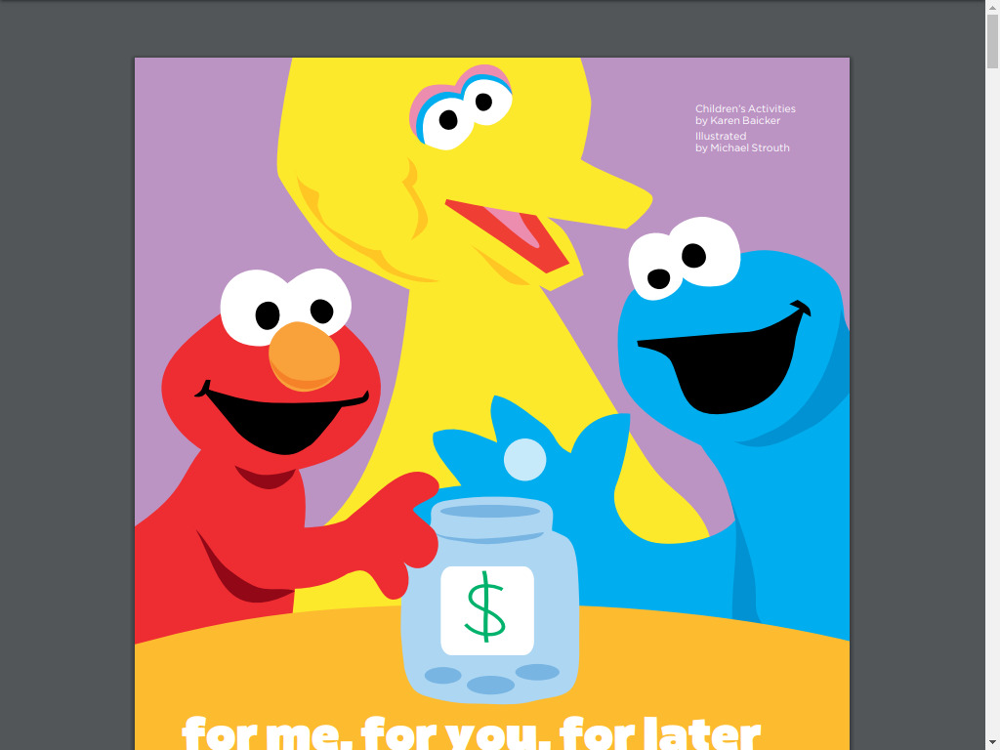 Children's Activities
by Karen Baicker
Illustrated
by Michael Strouth
$
for me, for you, for later